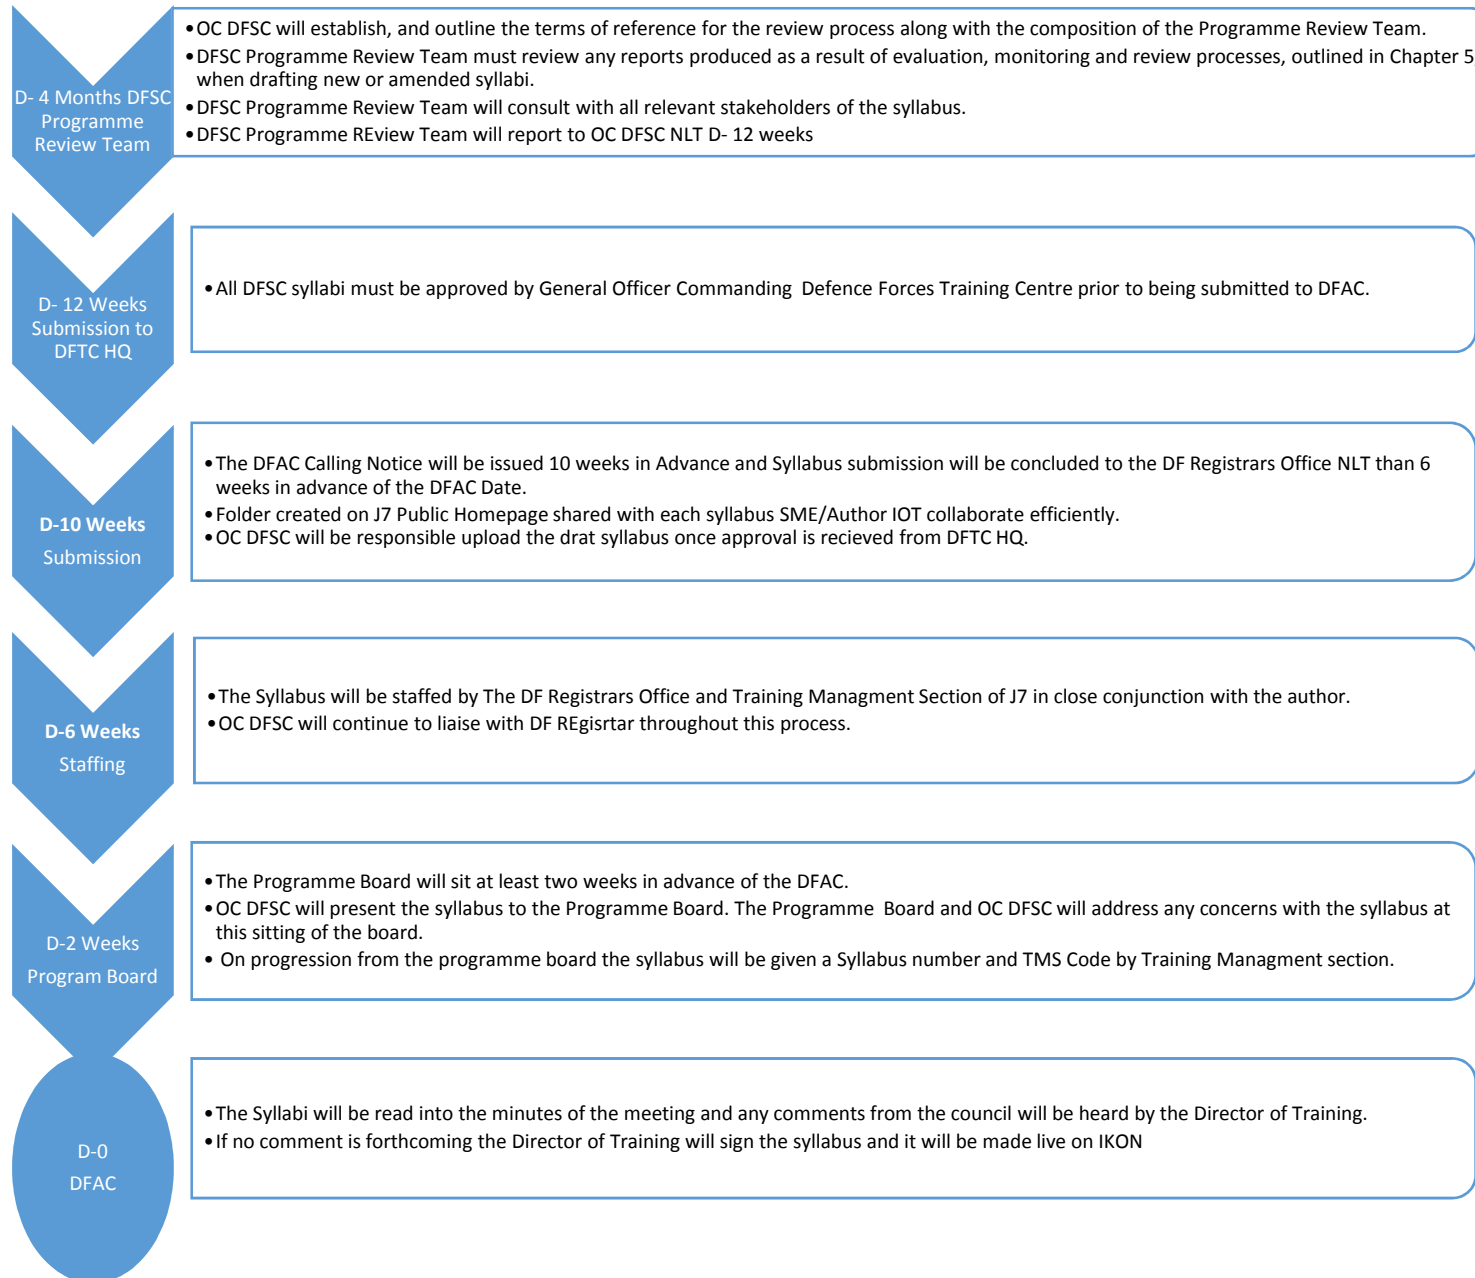 D- 4 Months DFSC
Programme
Review Team
•OC DFSC will establish, and outline the terms of reference for the review process along with the composition of the Programme Review Team.
•DFSC Programme Review Team must review any reports produced as a result of evaluation, monitoring and review processes, outlined in Chapter 5,
when drafting new or amended syllabi.
•DFSC Programme Review Team will consult with all relevant stakeholders of the syllabus.
•DFSC Programme REview Team will report to OC DFSC NLT D- 12 weeks
D- 12 Weeks
Submission to
DFTC HQ
•All DFSC syllabi must be approved by General Officer Commanding Defence Forces Training Centre prior to being submitted to DFAC.
D-10 Weeks
Submission
•The DFAC Calling Notice will be issued 10 weeks in Advance and Syllabus submission will be concluded to the DF Registrars Office NLT than 6
weeks in advance of the DFAC Date.
•Folder created on J7 Public Homepage shared with each syllabus SME/Author IOT collaborate efficiently.
•OC DFSC will be responsible upload the drat syllabus once approval is recieved from DFTC HQ.
D-6 Weeks
Staffing
•The Syllabus will be staffed by The DF Registrars Office and Training Managment Section of J7 in close conjunction with the author.
•OC DFSC will continue to liaise with DF REgisrtar throughout this process.
D-2 Weeks
Program Board
•The Programme Board will sit at least two weeks in advance of the DFAC.
•OC DFSC will present the syllabus to the Programme Board. The Programme Board and OC DFSC will address any concerns with the syllabus at
this sitting of the board.
• On progression from the programme board the syllabus will be given a Syllabus number and TMS Code by Training Managment section.
D-0
DFAC
•The Syllabi will be read into the minutes of the meeting and any comments from the council will be heard by the Director of Training.
•If no comment is forthcoming the Director of Training will sign the syllabus and it will be made live on IKON